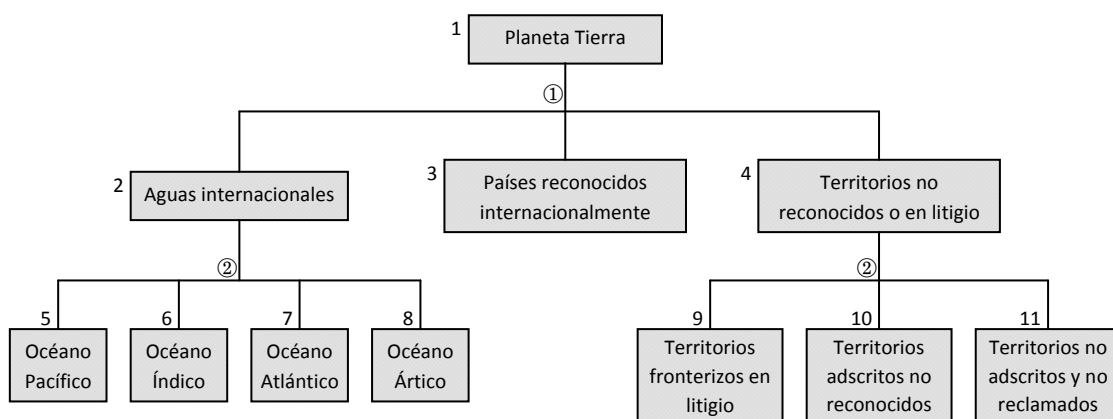 1
Planeta Tierra
①
2
Aguas internacionales
3
Países reconocidos
internacionalmente
4
Territorios no
reconocidos o en litigio
②
②
5
Océano
Pacífico
6
Océano
Índico
7
Océano
Atlántico
8
Océano
Ártico
9
Territorios
fronterizos en
litigio
10
Territorios
adscritos no
reconocidos
11
Territorios no
adscritos y no
reclamados